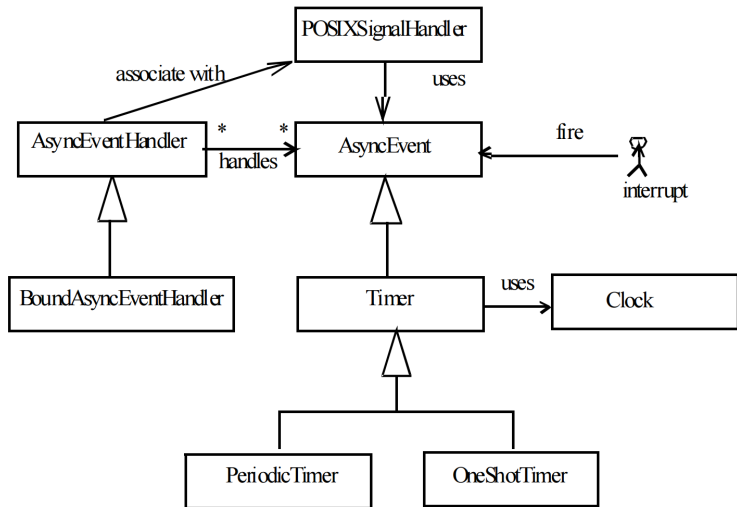 POSIXSignalHandler
associate with
uses
AsyncEventHandler
*
*
handles
AsyncEvent
fire
interrupt
BoundAsyncEventHandler
Timer
uses
Clock
PeriodicTimer
OneShotTimer